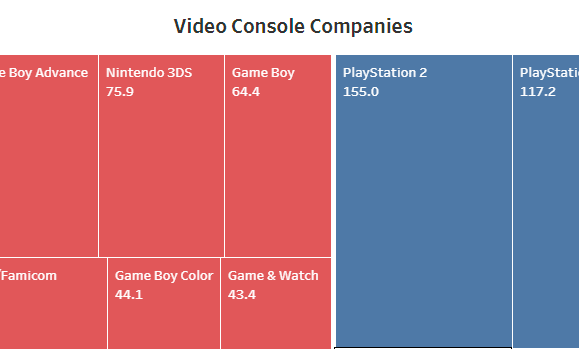 Video Console Companies
e Boy Advance
Nintendo 3DS
75.9
Game Boy
64.4
PlayStation 2
155.0
PlayStati
117.2
/Famicom
Game Boy Color
44.1
Game & Watch
43.4